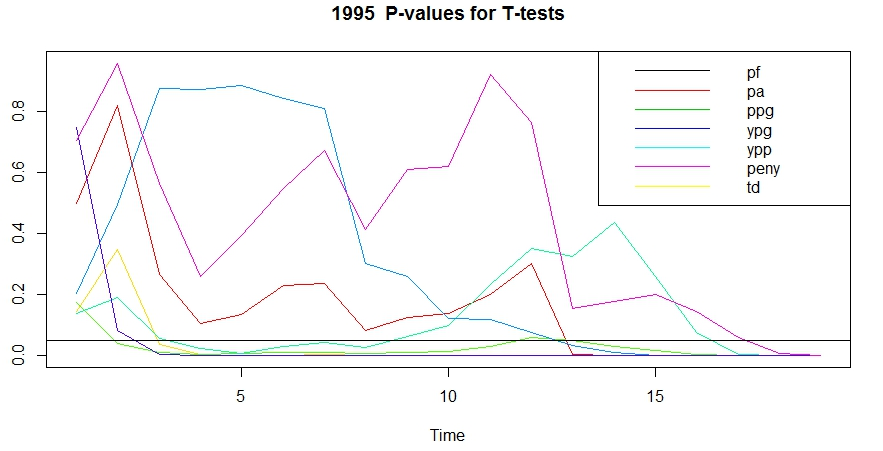 1995 P-values for T-tests
pf
pa
ppg
ypg
ypp
peny
td
0.8
0.6
0.4
0.2
0.0
5 10 15
Time